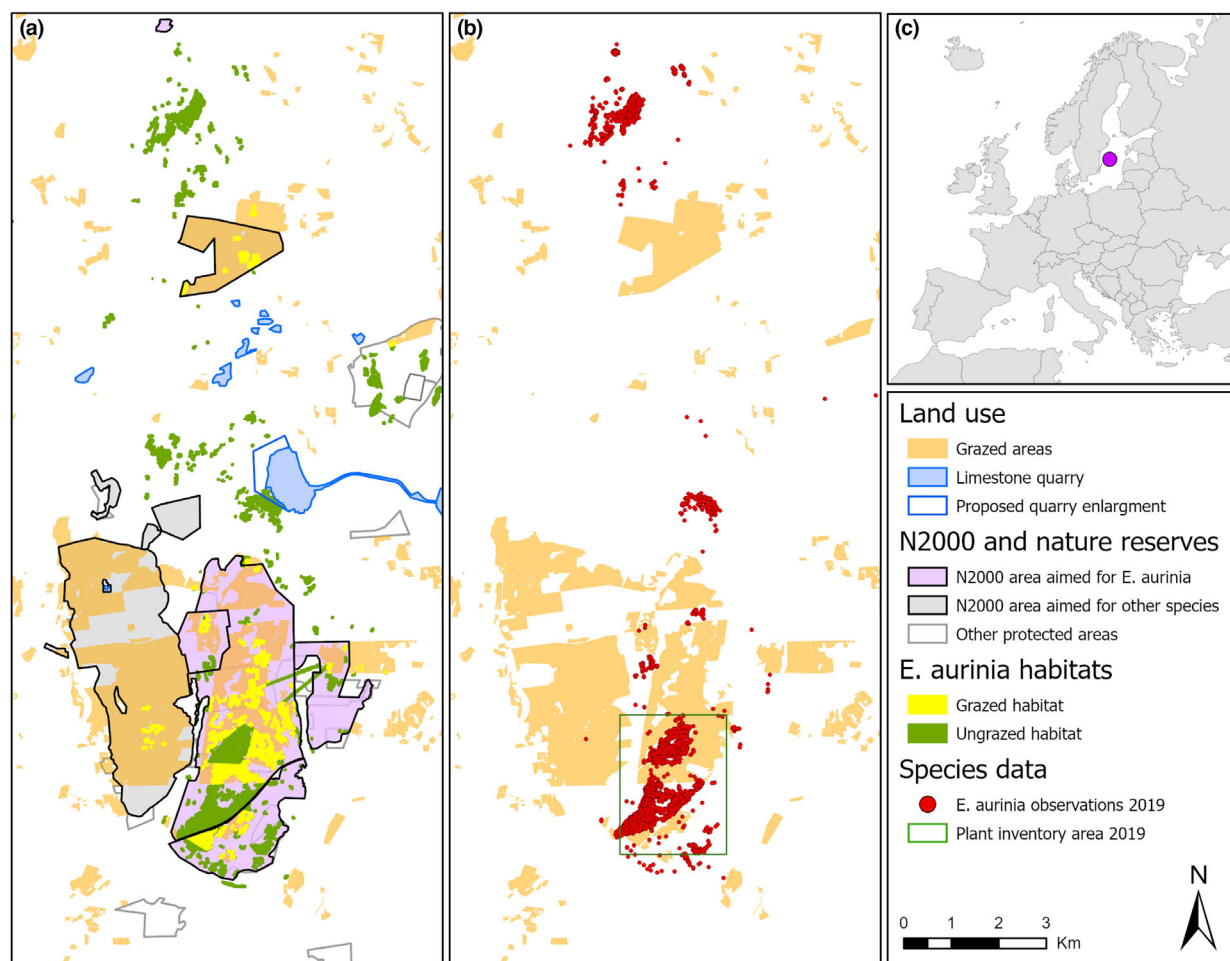 (a)
(b)
(c)
Land use
Grazed areas
Limestone quarry
Proposed quarry enlargment
N2000 and nature reserves
N2000 area aimed for E. aurinia
N2000 area aimed for other species
Other protected areas
E. aurinia habitats
Grazed habitat
Ungrazed habitat
Species data
E. aurinia observations 2019
Plant inventory area 2019
N
0 1 2 3
Km